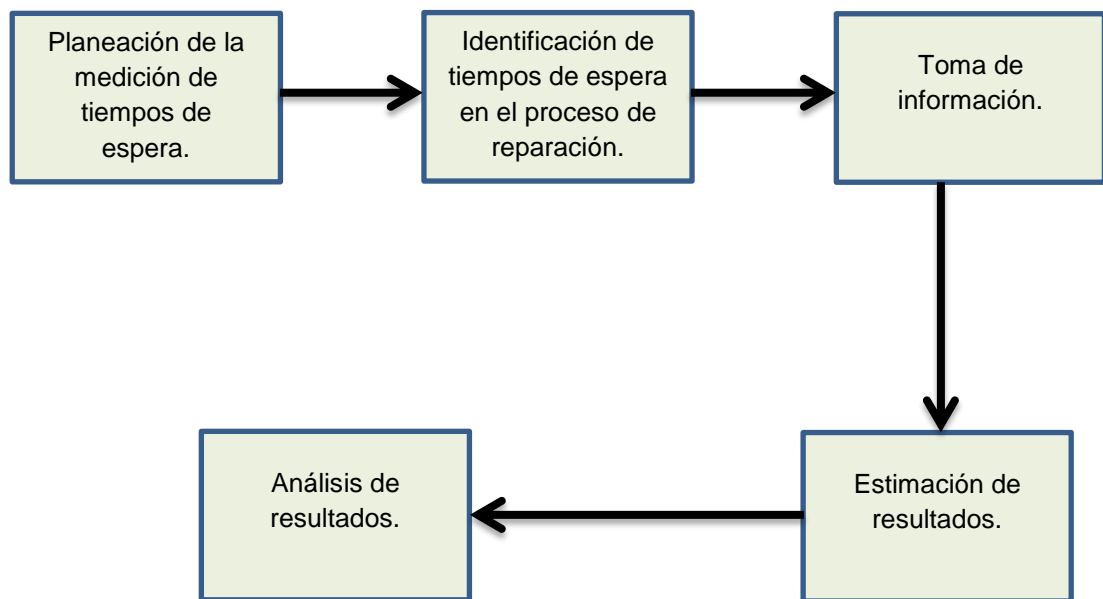 Planeación de la
medición de
tiempos de
espera.
Identificación de
tiempos de espera
en el proceso de
reparación.
Toma de
información.
Estimación de
resultados.
Análisis de
resultados.